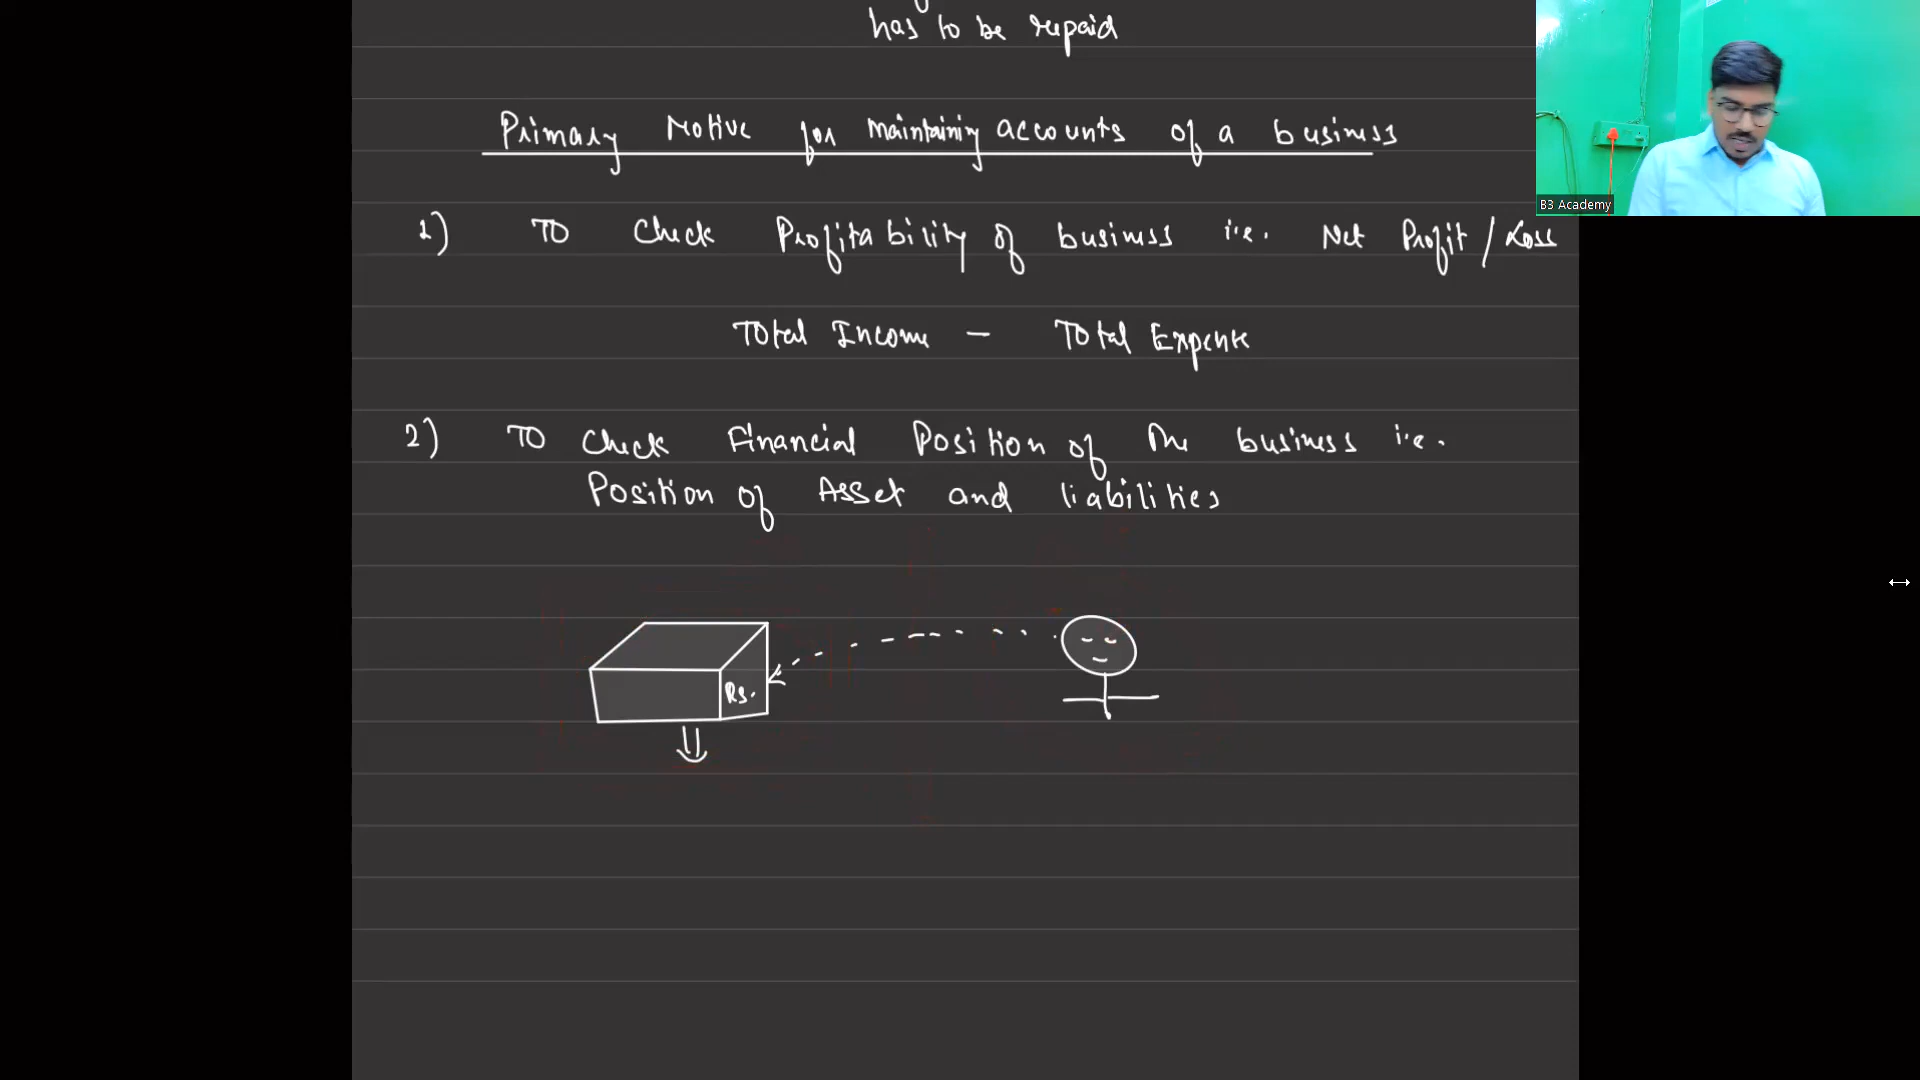 has to be repaid
Primary Motive for maintaining accounts of a business
B3 Academy
1) To Check Profitability of business i.e. Net Profit / Loss
Total Income - Total Expense
2) To Check Financial Position of the business i.e.
Position of Asset and liabilities
Rs.